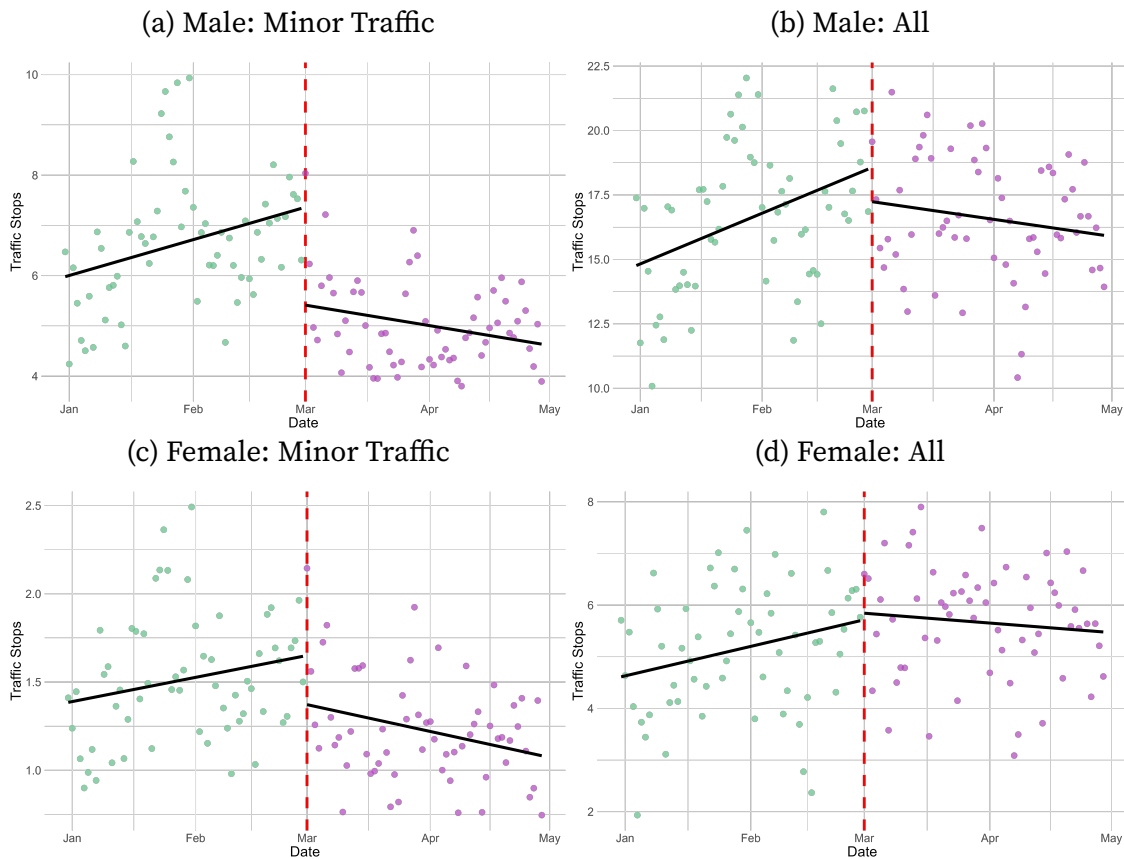 (a) Male: Minor Traffic
10
8
6
4
Traffic Stops
Jan Feb Mar Apr May
Date
(b) Male: All
22.5
20.0
17.5
15.0
12.5
10.0
Traffic Stops
Jan Feb Mar Apr May
Date
(c) Female: Minor Traffic
2.5
2.0
1.5
1.0
Traffic Stops
Jan Feb Mar Apr May
Date
(d) Female: All
8
6
4
2
Traffic Stops
Jan Feb Mar Apr May
Date